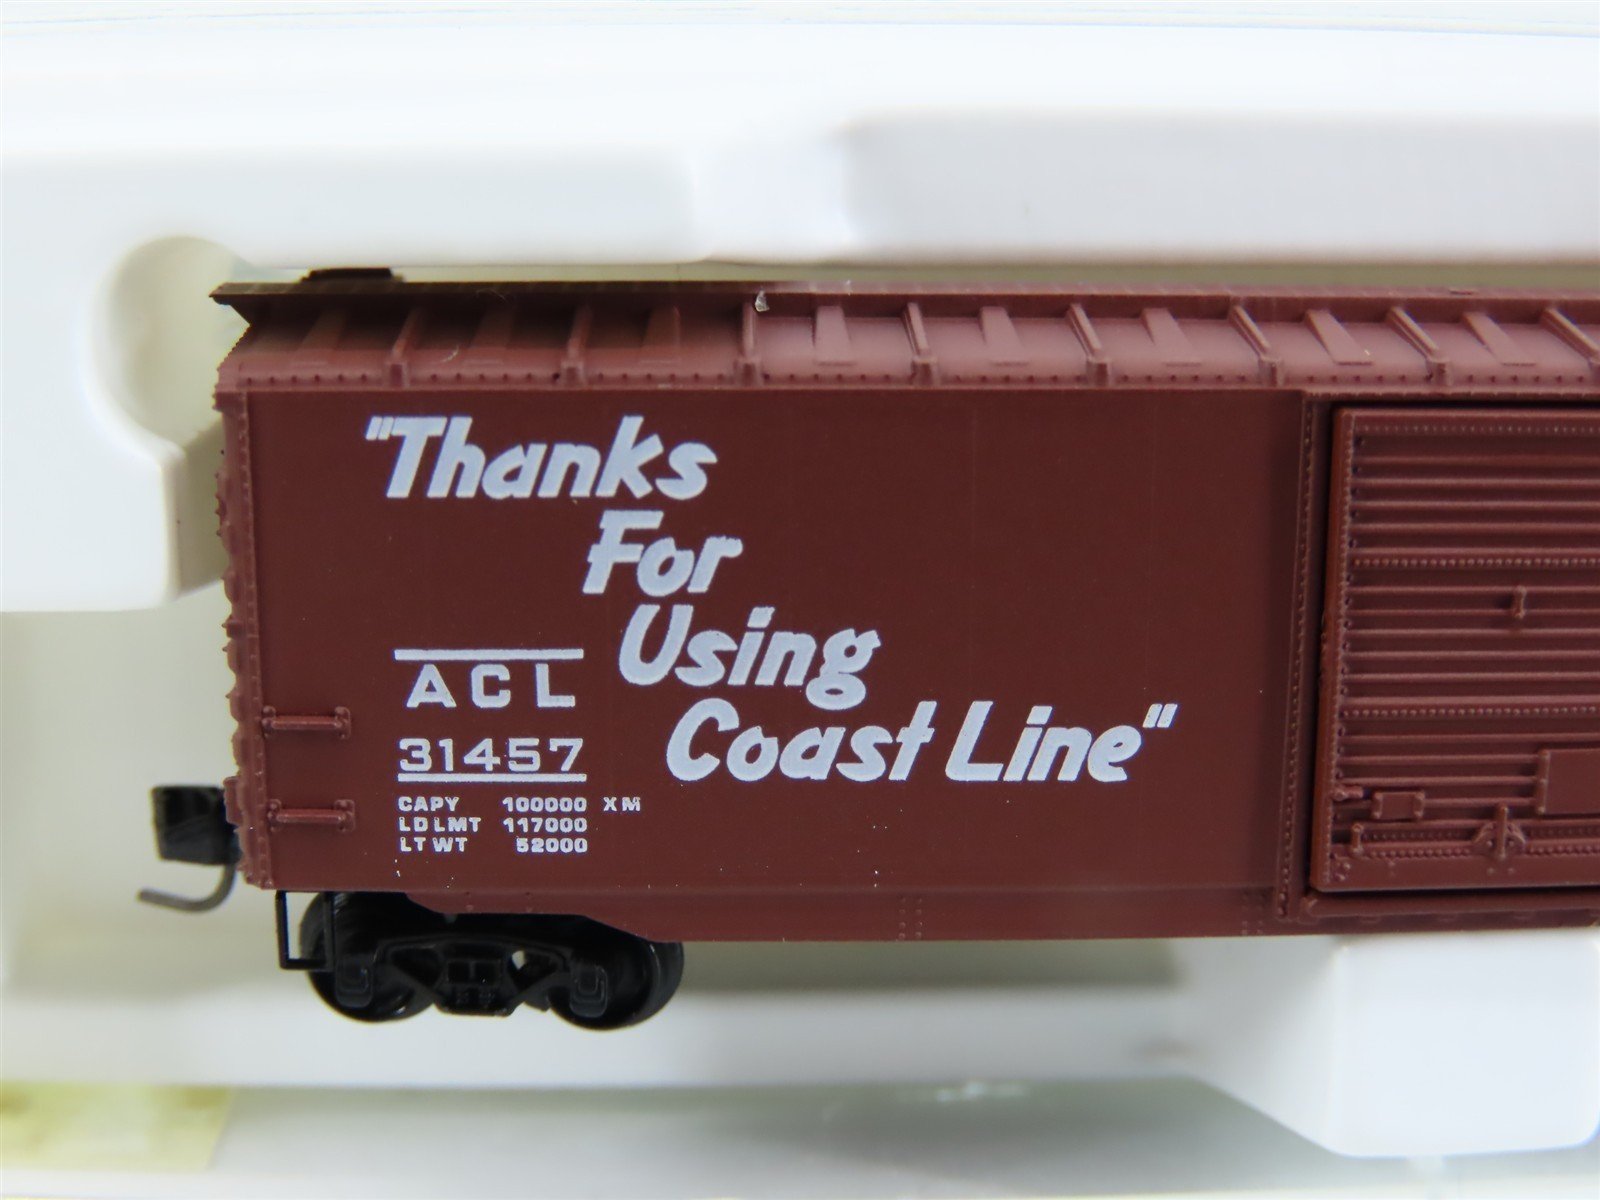 "Thanks
For
Using
Coast Line"
ACL
31457
CAPY 100000 XM
LD LMT 117000
LT WT 52000